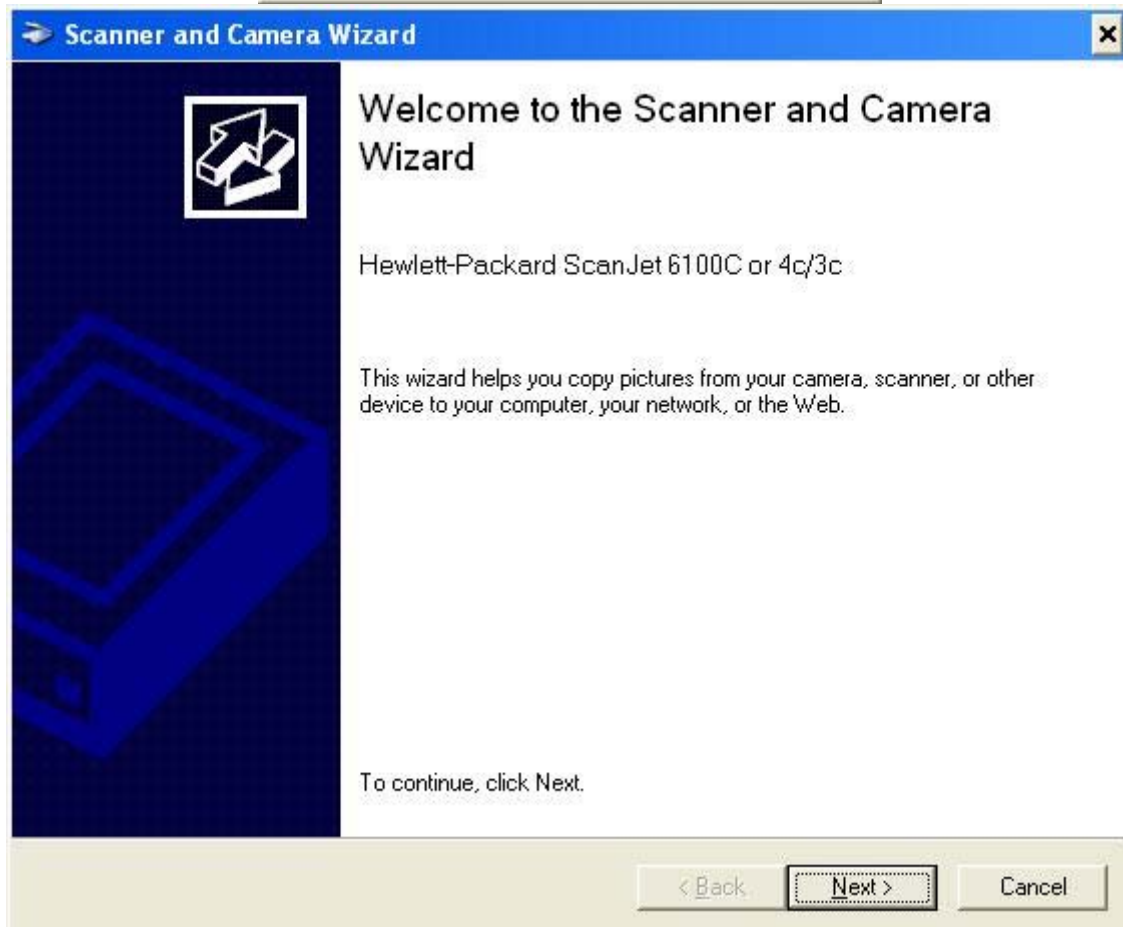 Scanner and Camera Wizard
Welcome to the Scanner and Camera
Wizard
Hewlett-Packard ScanJet 6100C or 4c/3c
This wizard helps you copy pictures from your camera, scanner, or other
device to your computer, your network, or the Web.
To continue, click Next.
< Back
Next >
Cancel